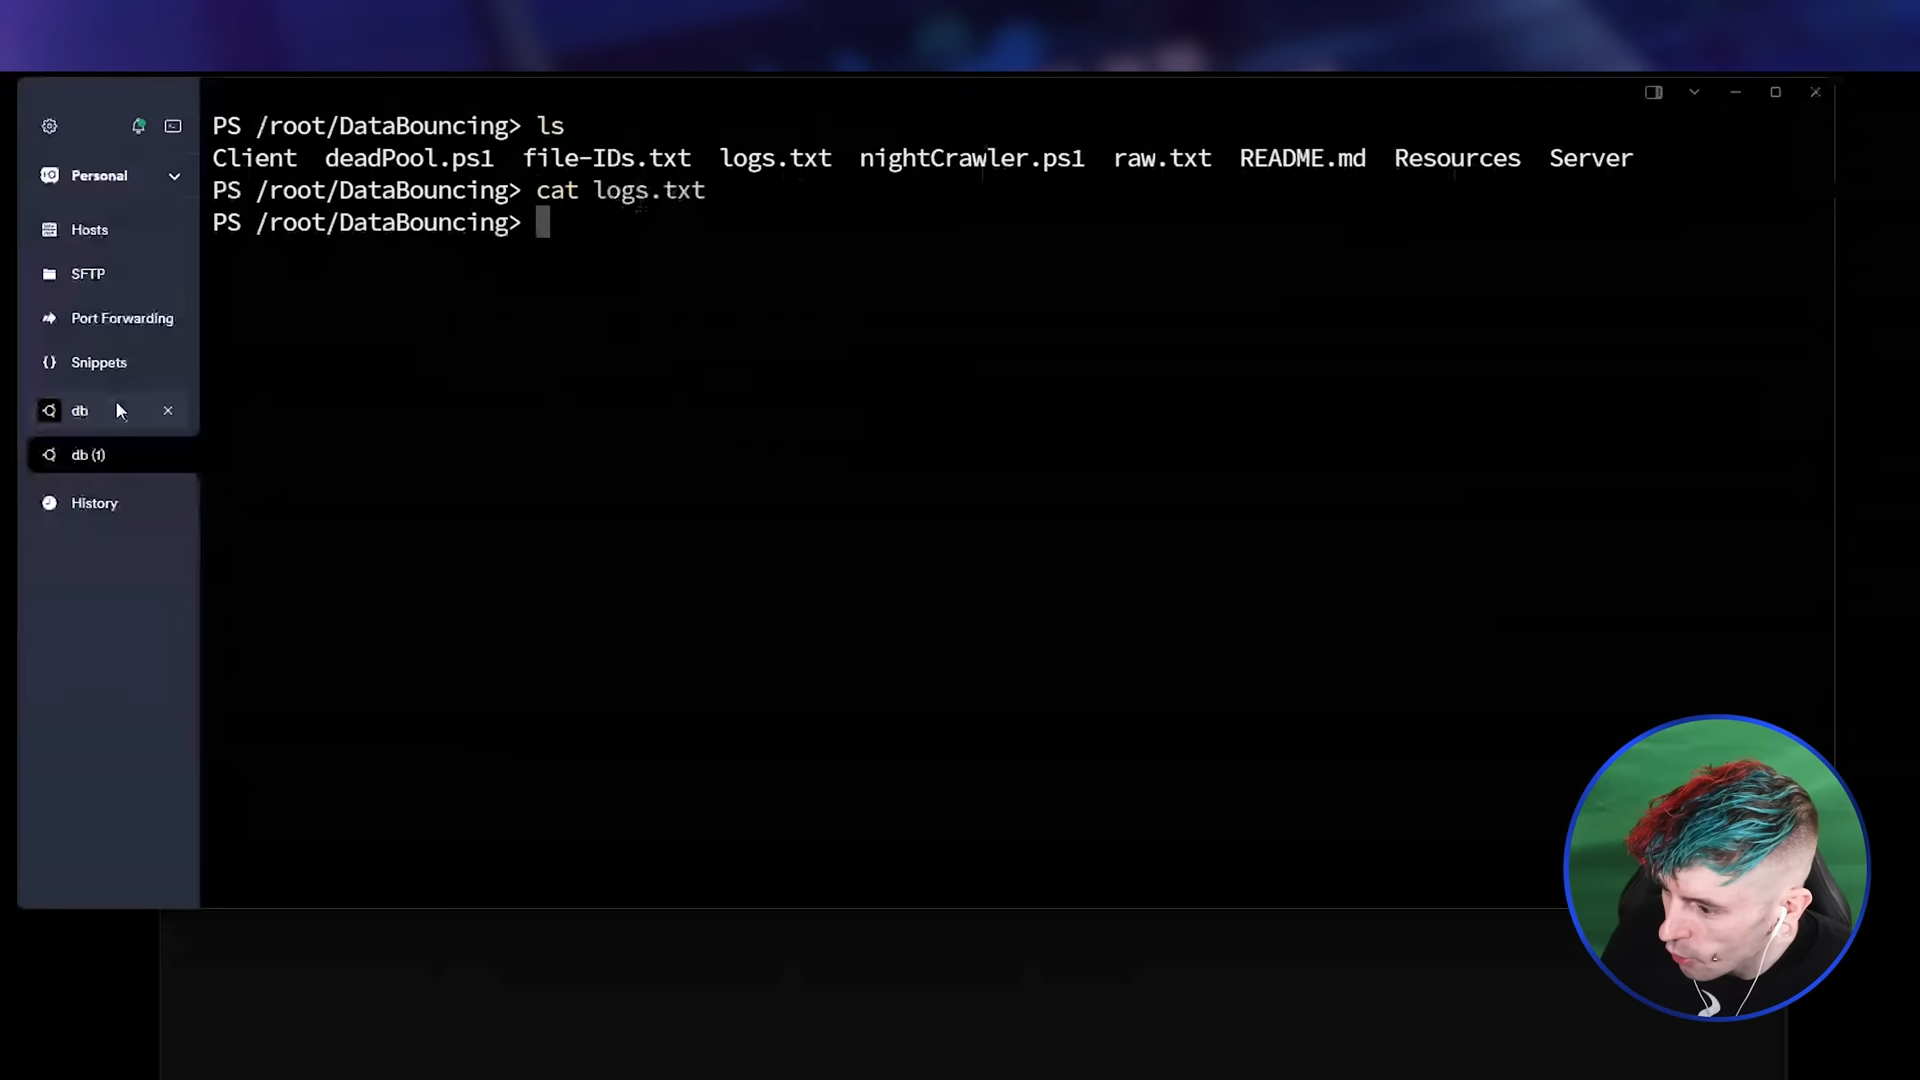 Personal
Hosts
SFTP
Port Forwarding
Snippets
db
db (1)
History
PS /root/DataBouncing> ls
Client deadPool.ps1 file-IDs.txt logs.txt nightCrawler.ps1 raw.txt README.md Resources Server
PS /root/DataBouncing> cat logs.txt
PS /root/DataBouncing>